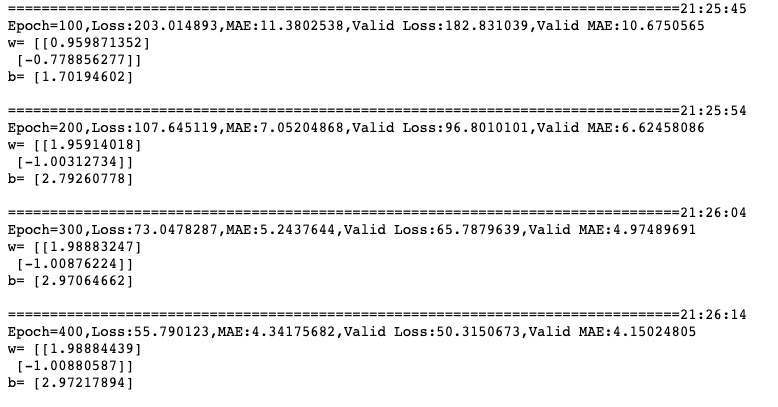 ================================================================================21:25:45
Epoch=100,Loss:203.014893,MAE:11.3802538,Valid Loss:182.831039,Valid MAE:10.6750565
w= [[0.959871352]
 [-0.778856277]]
b= [1.70194602]

================================================================================21:25:54
Epoch=200,Loss:107.645119,MAE:7.05204868,Valid Loss:96.8010101,Valid MAE:6.62458086
w= [[1.95914018]
 [-1.00312734]]
b= [2.79260778]

================================================================================21:26:04
Epoch=300,Loss:73.0478287,MAE:5.2437644,Valid Loss:65.7879639,Valid MAE:4.97489691
w= [[1.98883247]
 [-1.00876224]]
b= [2.97064662]

================================================================================21:26:14
Epoch=400,Loss:55.790123,MAE:4.34175682,Valid Loss:50.3150673,Valid MAE:4.15024805
w= [[1.98884439]
 [-1.00880587]]
b= [2.97217894]